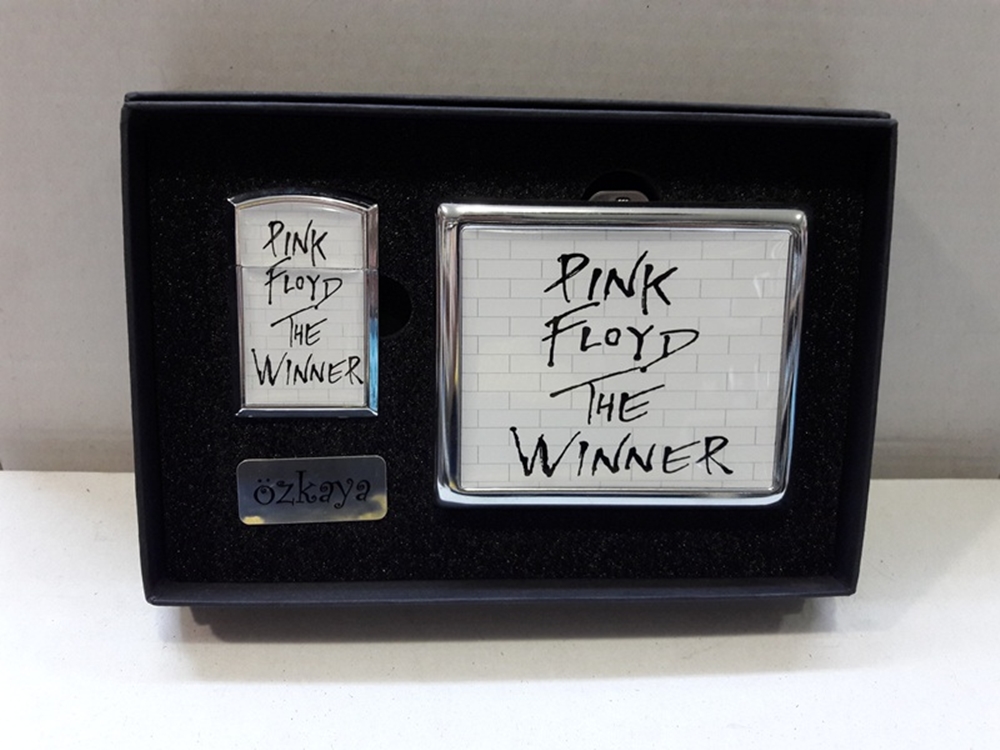 PINK
FLOYD
THE
WINNER
özkaya
PINK
FLOYD
THE
WINNER